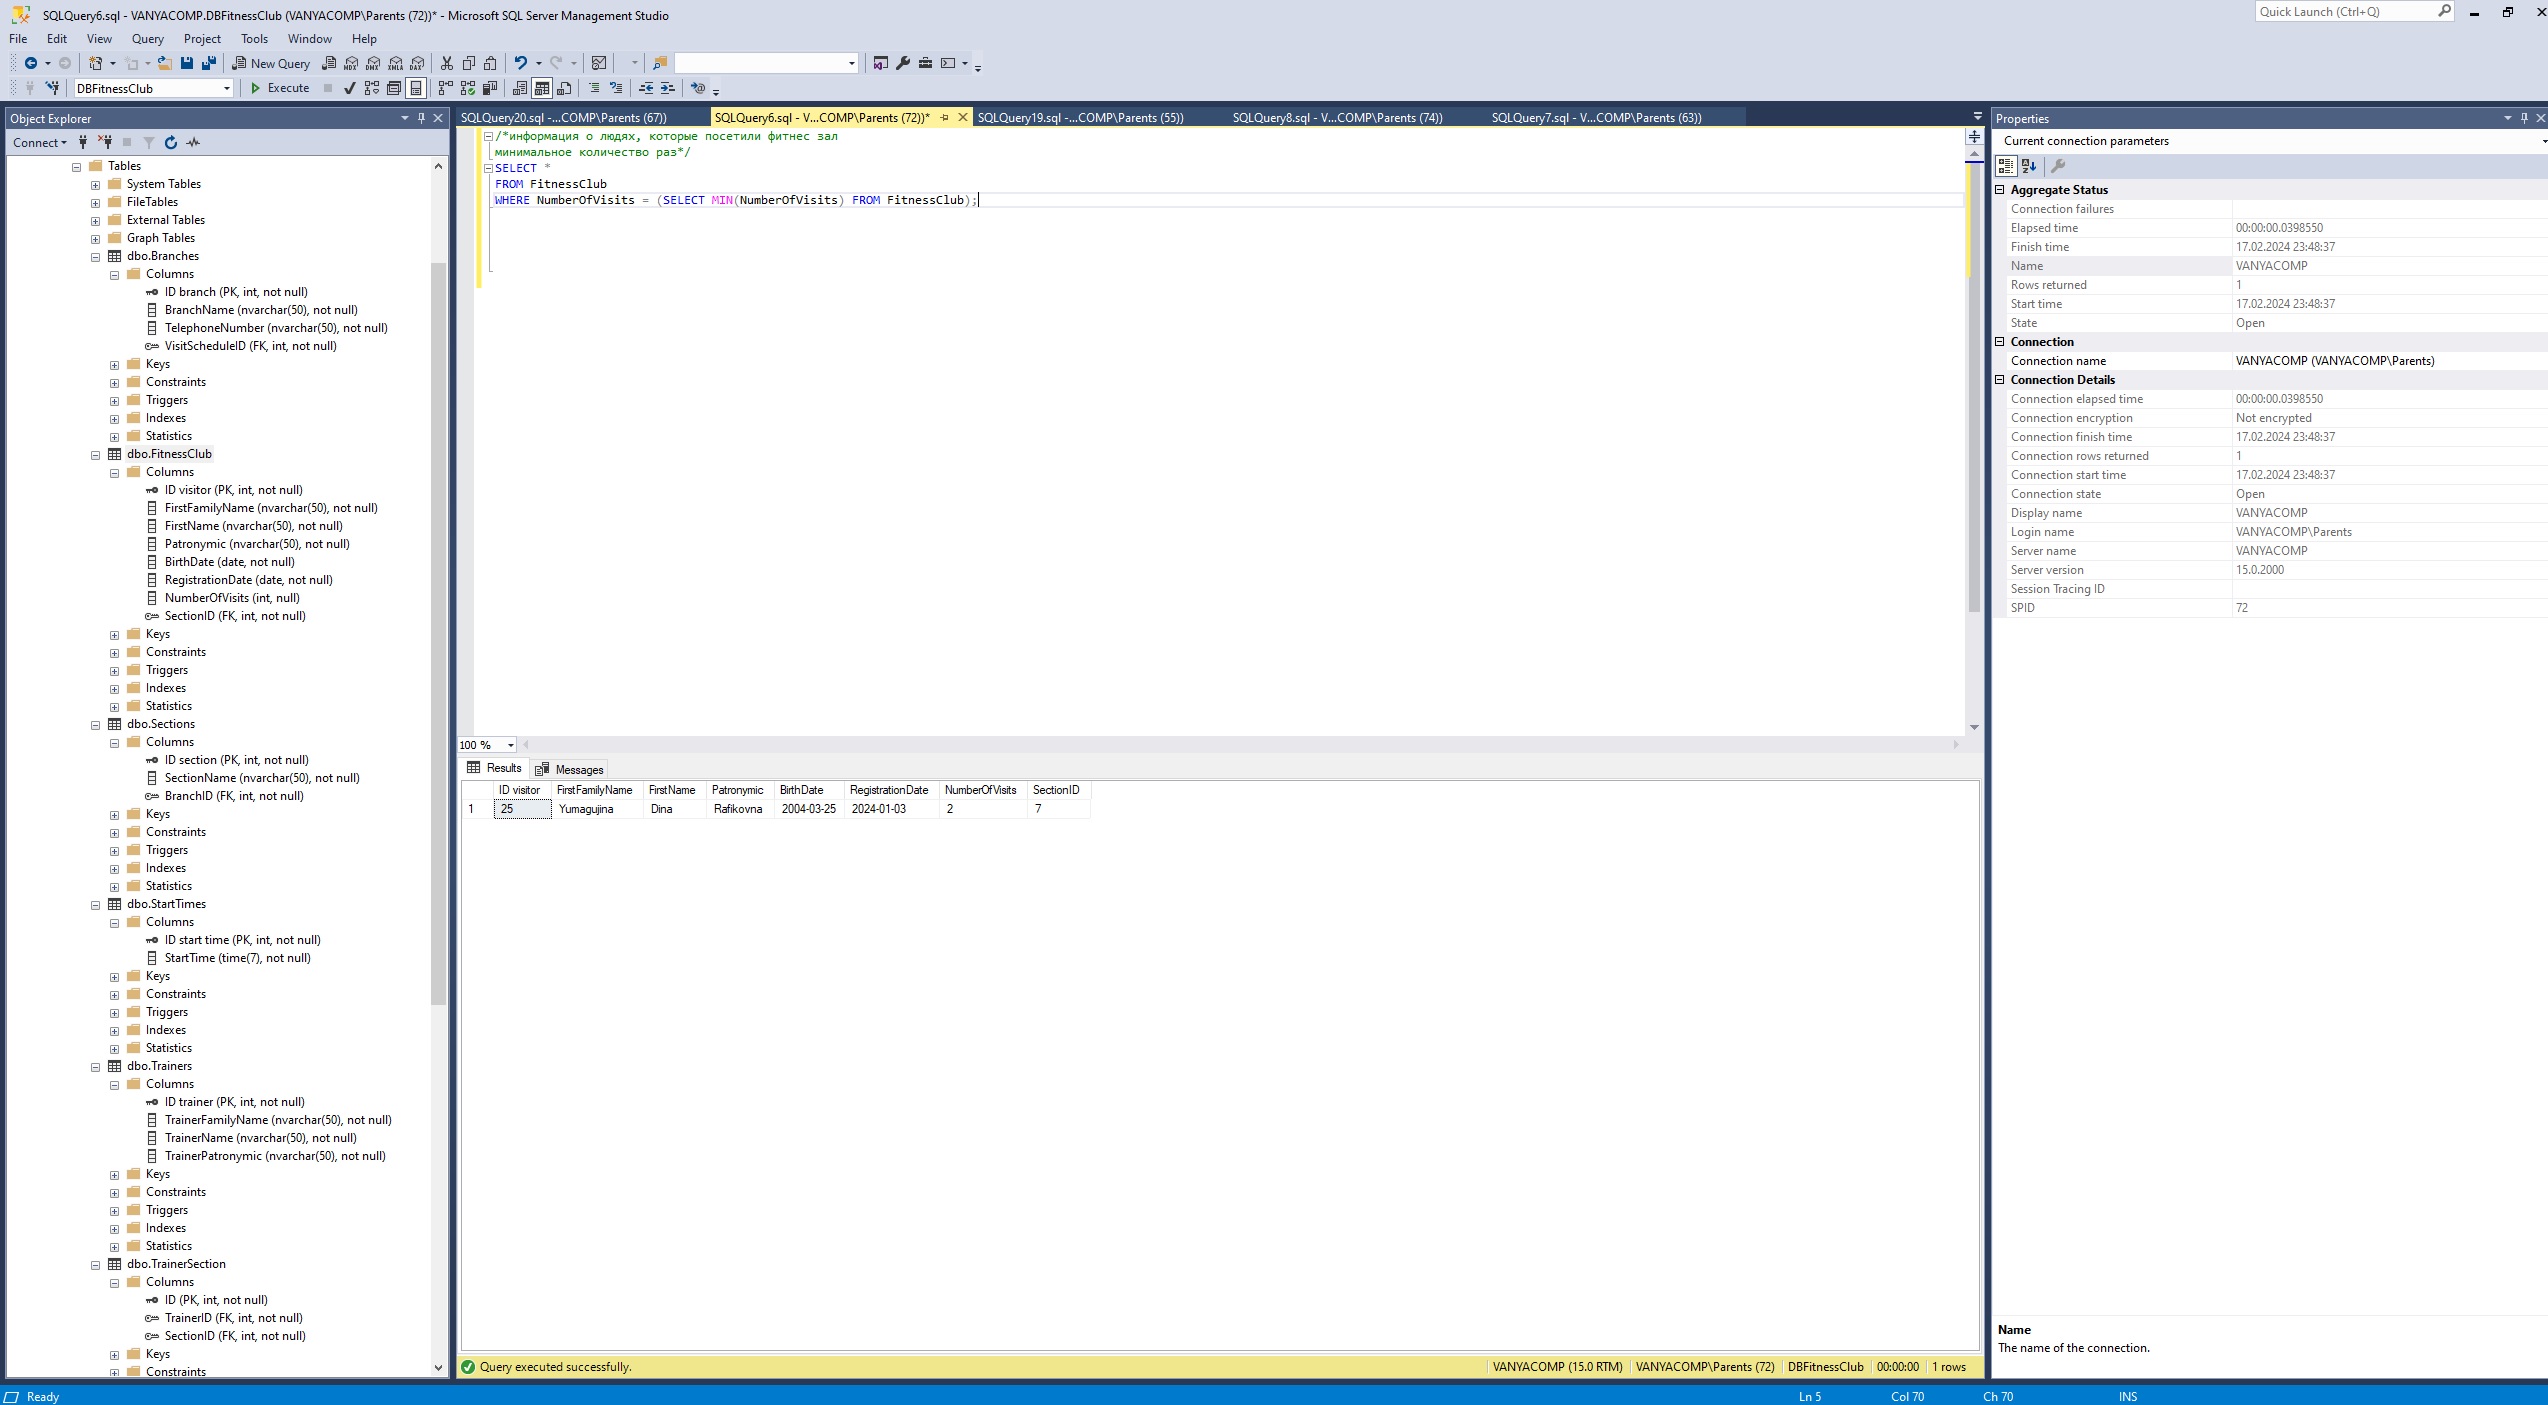 SQLQuery6.sql - VANYACOMP.DBFitnessClub (VANYACOMP\Parents (72))* - Microsoft SQL Server Management Studio
Quick Launch (Ctrl+Q)
File Edit View Query Project Tools Window Help
New Query
DBFitnessClub
Execute
Object Explorer
Connect
Tables
System Tables
FileTables
External Tables
Graph Tables
dbo.Branches
Columns
ID branch (PK, int, not null)
BranchName (nvarchar(50), not null)
TelephoneNumber (nvarchar(50), not null)
VisitScheduleID (FK, int, not null)
Keys
Constraints
Triggers
Indexes
Statistics
dbo.FitnessClub
Columns
ID visitor (PK, int, not null)
FirstFamilyName (nvarchar(50), not null)
FirstName (nvarchar(50), not null)
Patronymic (nvarchar(50), not null)
BirthDate (date, not null)
RegistrationDate (date, not null)
NumberOfVisits (int, null)
SectionID (FK, int, not null)
Keys
Constraints
Triggers
Indexes
Statistics
dbo.Sections
Columns
ID section (PK, int, not null)
SectionName (nvarchar(50), not null)
BranchID (FK, int, not null)
Keys
Constraints
Triggers
Indexes
Statistics
dbo.StartTimes
Columns
ID start time (PK, int, not null)
StartTime (time(7), not null)
Keys
Constraints
Triggers
Indexes
Statistics
dbo.Trainers
Columns
ID trainer (PK, int, not null)
TrainerFamilyName (nvarchar(50), not null)
TrainerName (nvarchar(50), not null)
TrainerPatronymic (nvarchar(50), not null)
Keys
Constraints
Triggers
Indexes
Statistics
dbo.TrainerSection
Columns
ID (PK, int, not null)
TrainerID (FK, int, not null)
SectionID (FK, int, not null)
Keys
Constraints
SQLQuery20.sql -...COMP\Parents (67)) SQLQuery6.sql - V...COMP\Parents (72))* SQLQuery19.sql -...COMP\Parents (55)) SQLQuery8.sql - V...COMP\Parents (74)) SQLQuery7.sql - V...COMP\Parents (63))
/*информация о людях, которые посетили фитнес зал
минимальное количество раз*/
SELECT *
FROM FitnessClub
WHERE NumberOfVisits = (SELECT MIN(NumberOfVisits) FROM FitnessClub);
100 %
Results Messages
ID visitor FirstFamilyName FirstName Patronymic BirthDate RegistrationDate NumberOfVisits SectionID
1 25 Yumagujina Dina Rafikovna 2004-03-25 2024-01-03 2 7
Query executed successfully. VANYACOMP (15.0 RTM) VANYACOMP\Parents (72) DBFitnessClub 00:00:00 1 rows
Properties
Current connection parameters
Aggregate Status
Connection failures
Elapsed time 00:00:00.0398550
Finish time 17.02.2024 23:48:37
Name VANYACOMP
Rows returned 1
Start time 17.02.2024 23:48:37
State Open
Connection
Connection name VANYACOMP (VANYACOMP\Parents)
Connection Details
Connection elapsed time 00:00:00.0398550
Connection encryption Not encrypted
Connection finish time 17.02.2024 23:48:37
Connection rows returned 1
Connection start time 17.02.2024 23:48:37
Connection state Open
Display name VANYACOMP
Login name VANYACOMP\Parents
Server name VANYACOMP
Server version 15.0.2000
Session Tracing ID
SPID 72
Name
The name of the connection.
Ready Ln 5 Col 70 Ch 70 INS